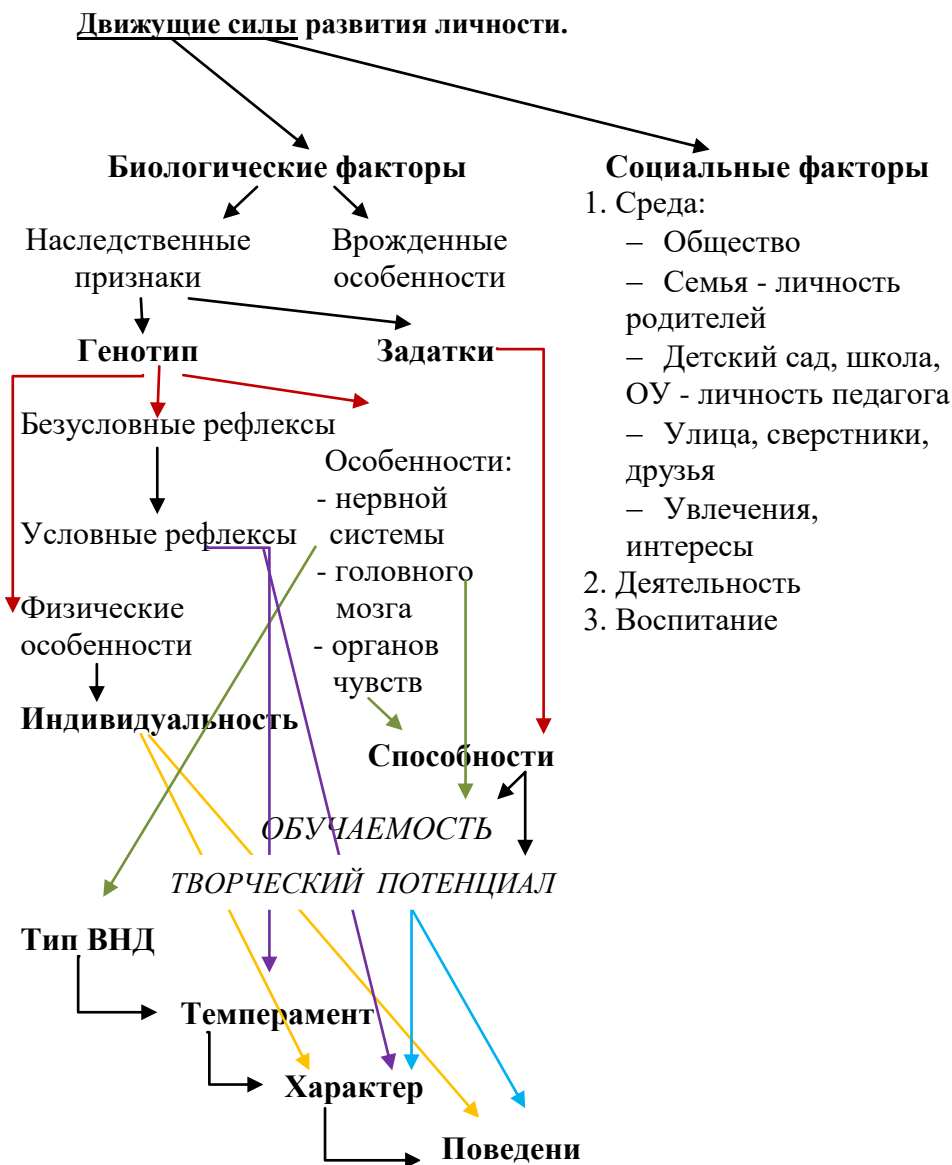 Движущие силы развития личности.
Биологические факторы
Наследственные
признаки
Врожденные
особенности
Генотип
Задатки
Безусловные рефлексы
Особенности:
- нервной
системы
- головного
мозга
- органов
чувств
Условные рефлексы
Физические
особенности
Индивидуальность
Способности
ОБУЧАЕМОСТЬ
ТВОРЧЕСКИЙ ПОТЕНЦИАЛ
Тип ВНД
Темперамент
Характер
Поведени
Социальные факторы
1. Среда:
− Общество
− Семья - личность
родителей
− Детский сад, школа,
ОУ - личность педагога
− Улица, сверстники,
друзья
− Увлечения,
интересы
2. Деятельность
3. Воспитание